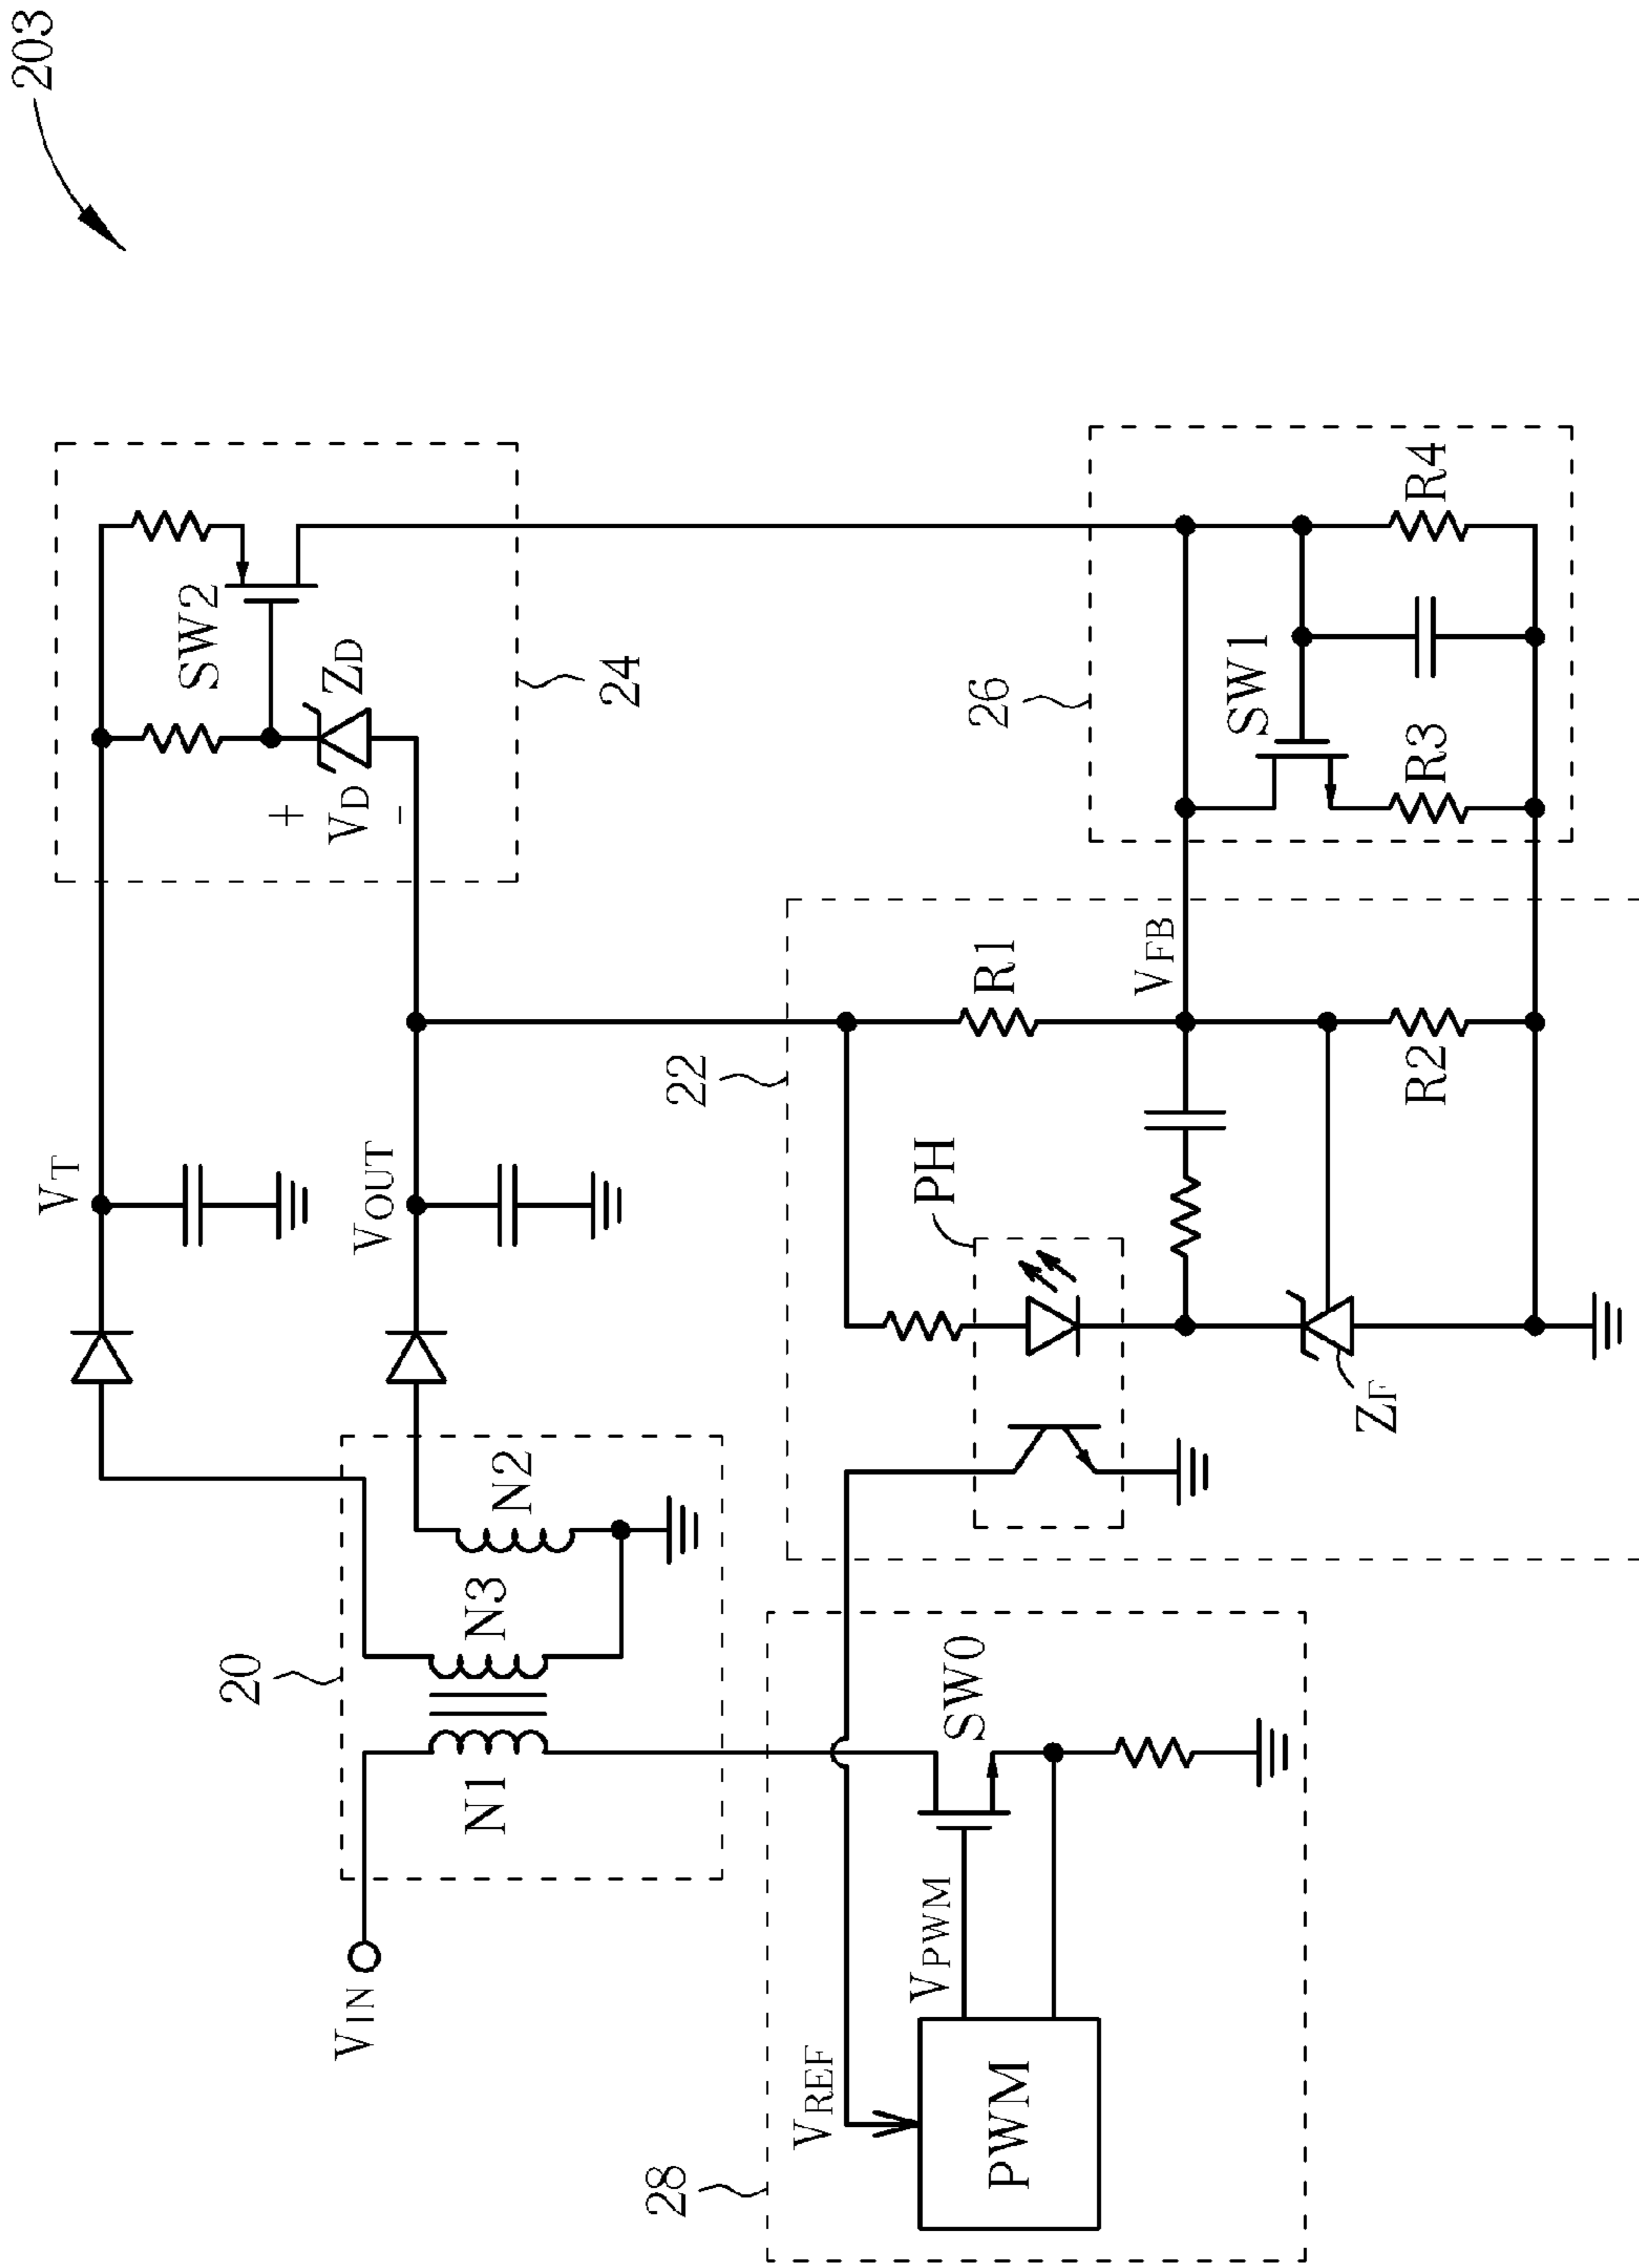 203
VT
SW2
ZD
+
VD
-
24
VOUT
20
N3
N2
N1
VIN
22
PH
R1
VFB
R2
ZF
26
SW1
R3
R4
28
VREF
VPWM
SW0
PWM